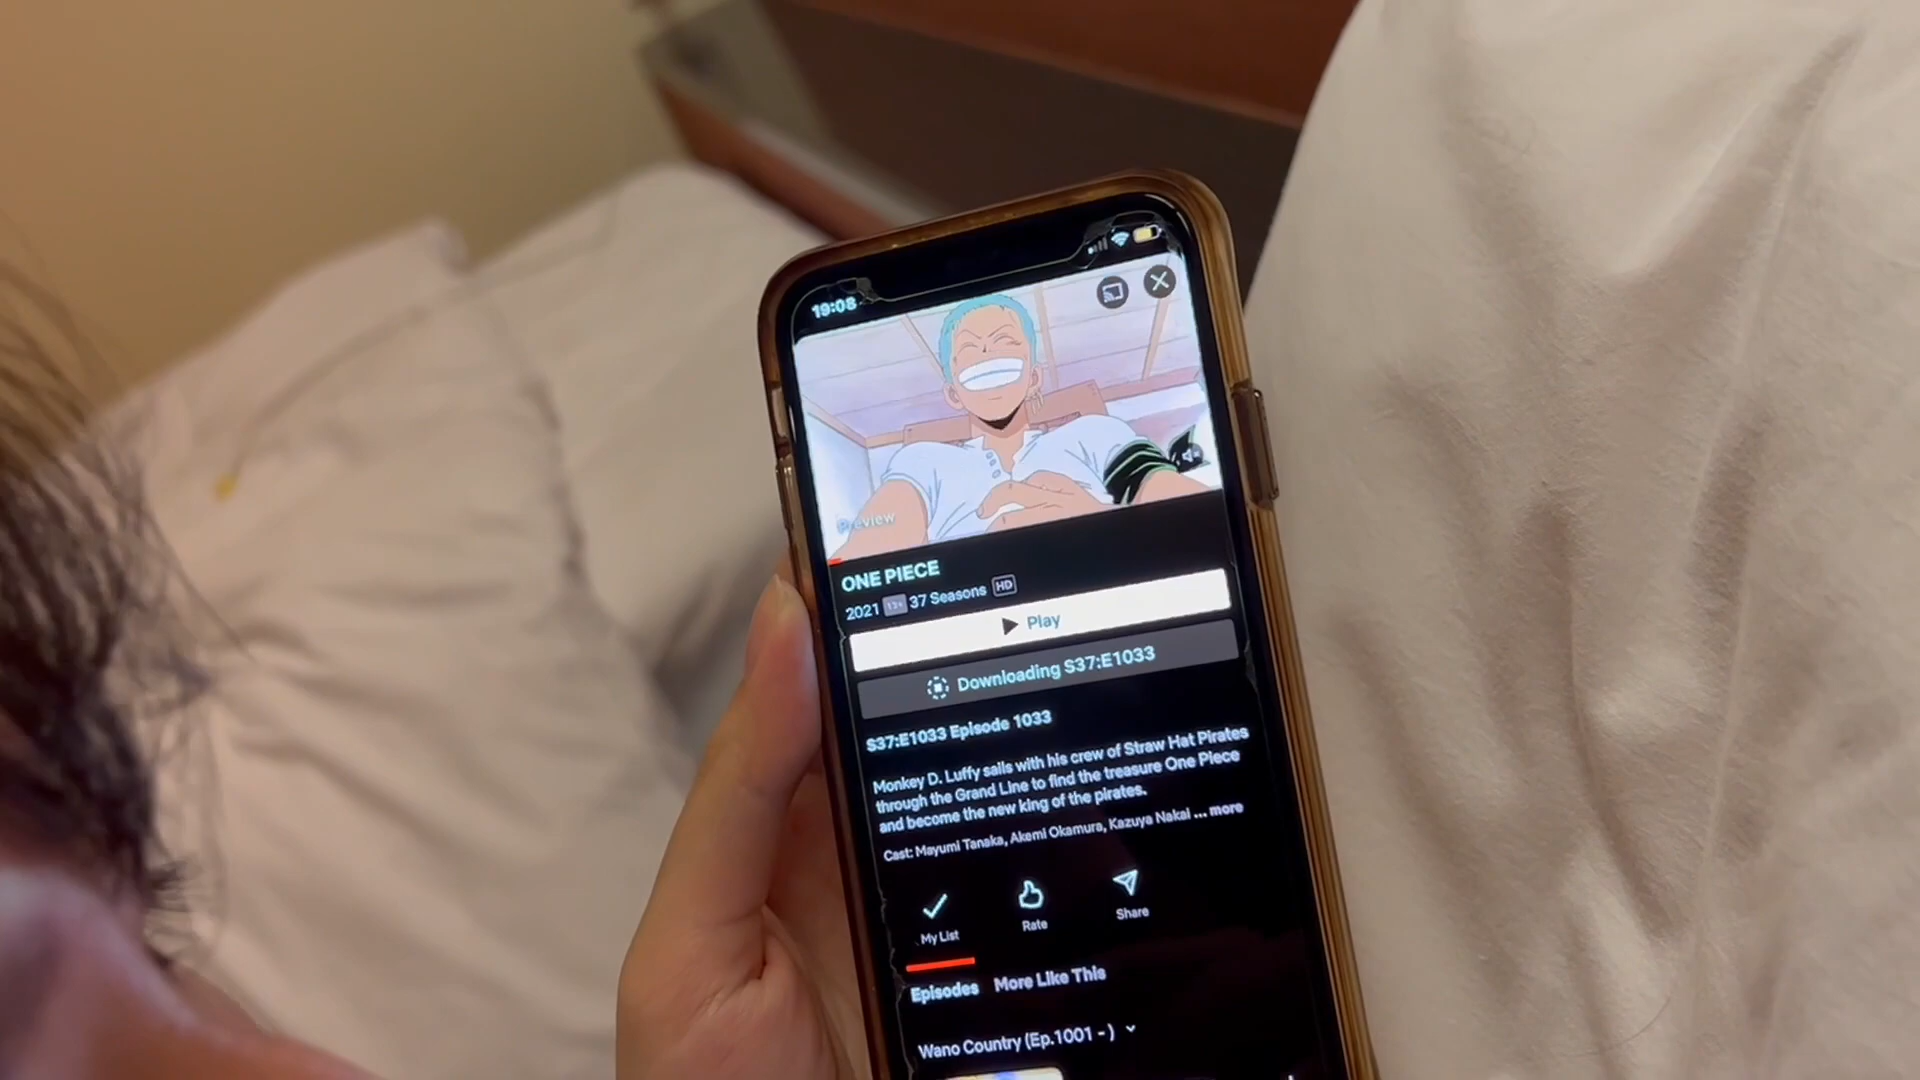 19:08
Preview
ONE PIECE
2021 13+ 37 Seasons HD
Play
Downloading S37:E1033
S37:E1033 Episode 1033
Monkey D. Luffy sails with his crew of Straw Hat Pirates
through the Grand Line to find the treasure One Piece
and become the new king of the pirates.
Cast: Mayumi Tanaka, Akemi Okamura, Kazuya Nakai ... more
My List
Rate
Share
Episodes
More Like This
Wano Country (Ep.1001 - )